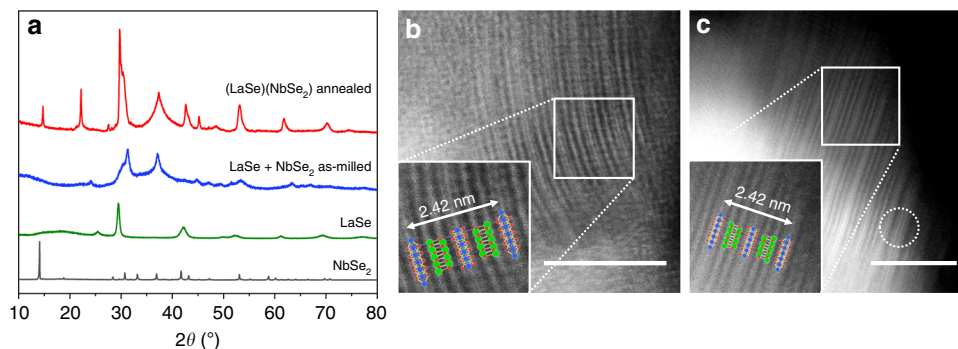 a
(LaSe)(NbSe₂) annealed
LaSe + NbSe₂ as-milled
LaSe
NbSe₂
10 20 30 40 50 60 70 80
2θ (°)
b
2.42 nm
c
2.42 nm